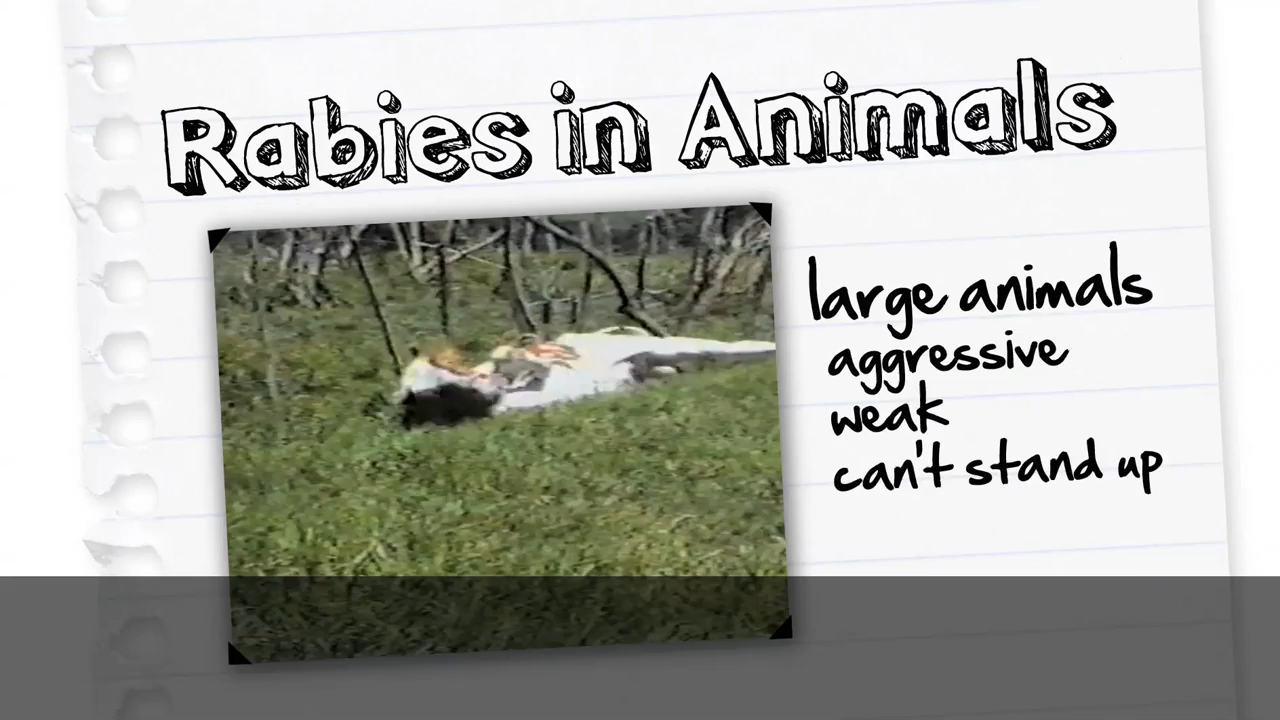 Rabies in Animals
large animals
aggressive
weak
can't stand up